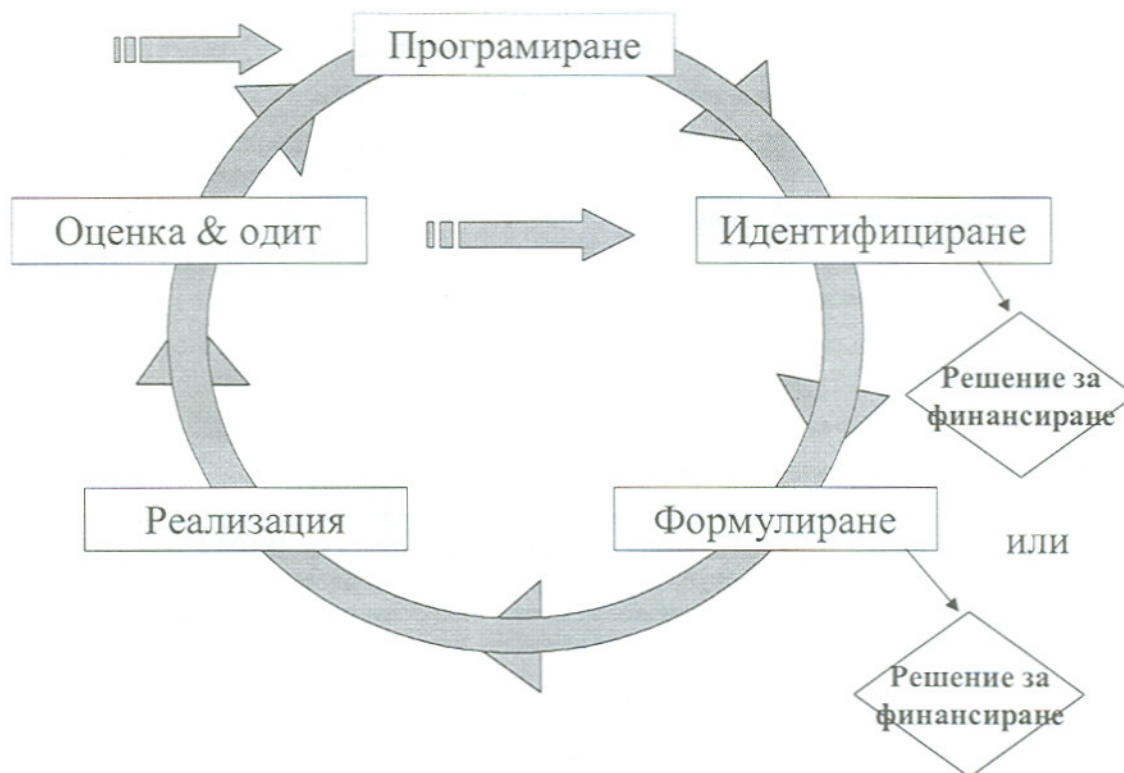 Програмиране
Оценка & одит
Идентифициране
Решение за
финансиране
Реализация
Формулиране
или
Решение за
финансиране